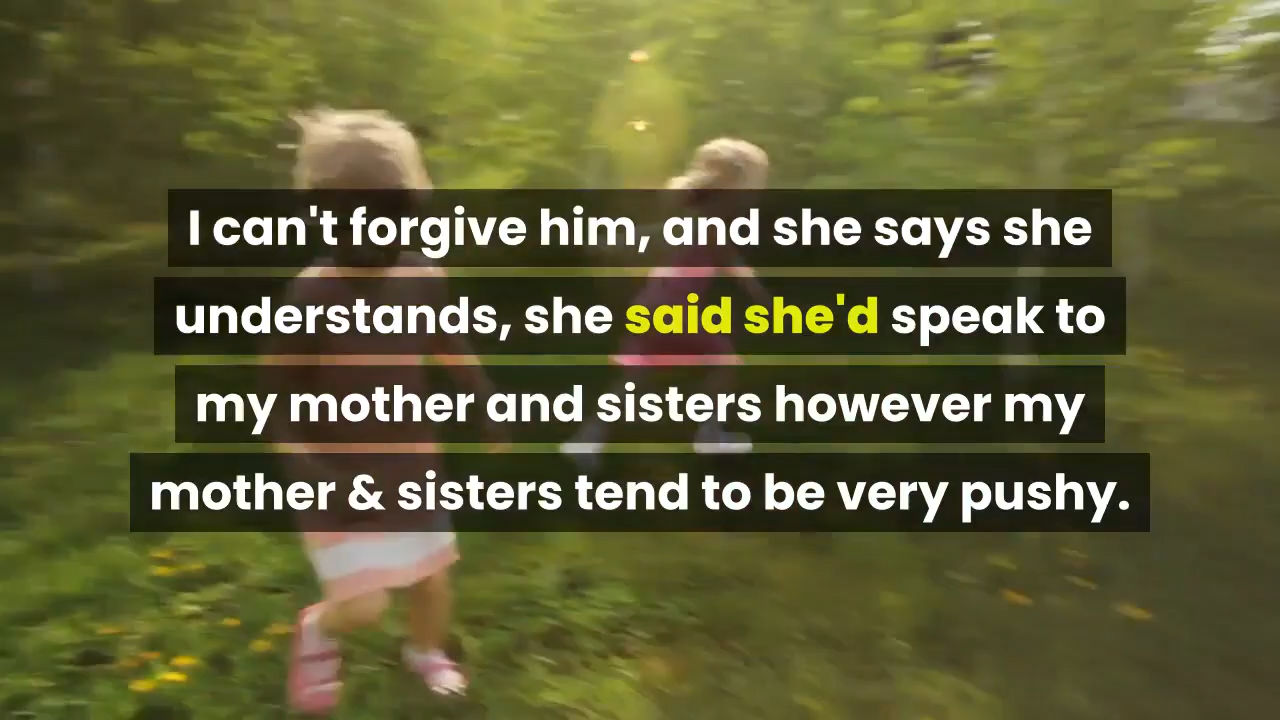 I can't forgive him, and she says she
understands, she said she'd speak to
my mother and sisters however my
mother & sisters tend to be very pushy.